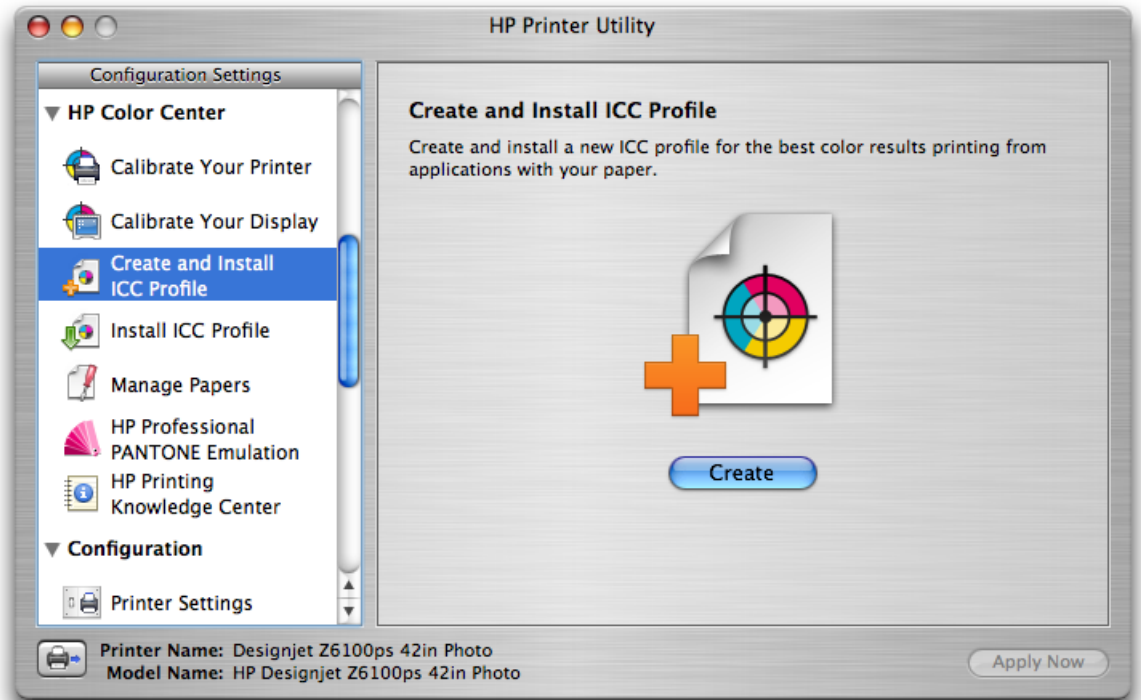 HP Printer Utility
Configuration Settings
HP Color Center
Calibrate Your Printer
Calibrate Your Display
Create and Install
ICC Profile
Install ICC Profile
Manage Papers
HP Professional
PANTONE Emulation
HP Printing
Knowledge Center
Configuration
Printer Settings
Create and Install ICC Profile
Create and install a new ICC profile for the best color results printing from
applications with your paper.
Create
Printer Name: Designjet Z6100ps 42in Photo
Model Name: HP Designjet Z6100ps 42in Photo
Apply Now